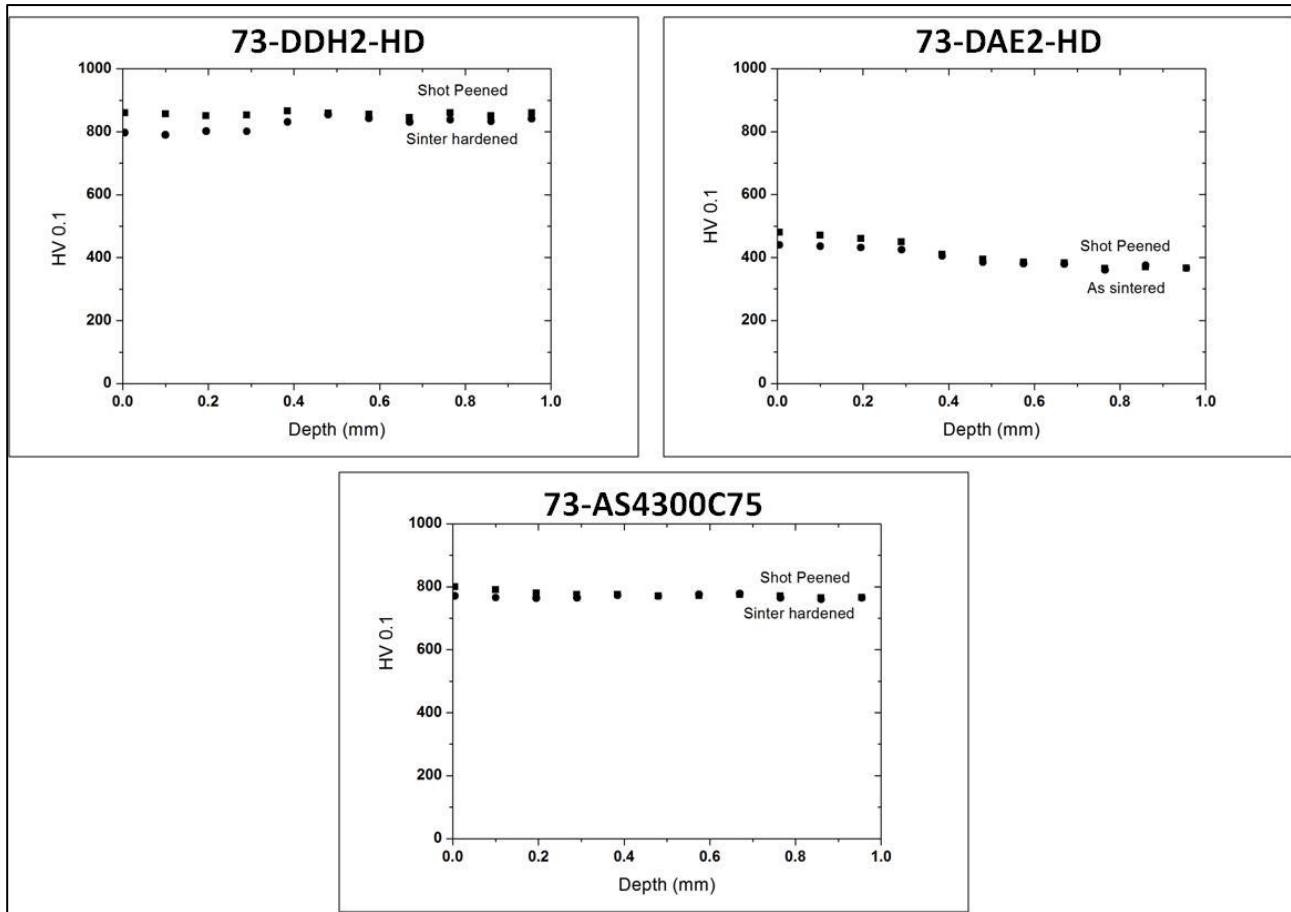 73-DDH2-HD
1000
800
600
400
200
0
HV 0.1
Shot Peened
Sinter hardened
0.0 0.2 0.4 0.6 0.8 1.0
Depth (mm)
73-DAE2-HD
1000
800
600
400
200
0
HV 0.1
Shot Peened
As sintered
0.0 0.2 0.4 0.6 0.8 1.0
Depth (mm)
73-AS4300C75
1000
800
600
400
200
0
HV 0.1
Shot Peened
Sinter hardened
0.0 0.2 0.4 0.6 0.8 1.0
Depth (mm)